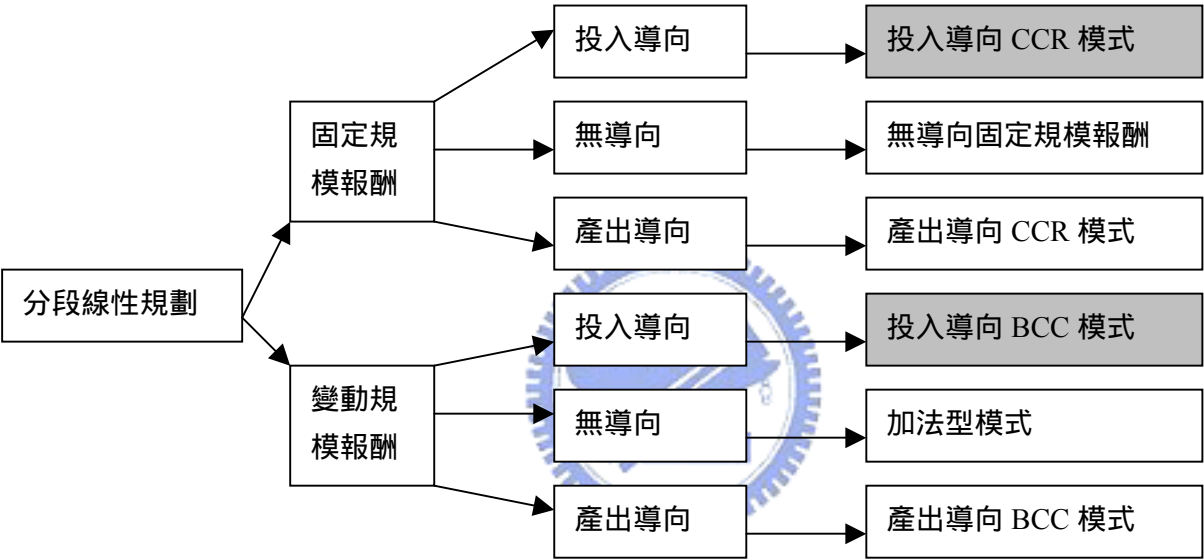 投入導向
投入導向 CCR 模式
固定規
模報酬
無導向
無導向固定規模報酬
產出導向
產出導向 CCR 模式
分段線性規劃
投入導向
投入導向 BCC 模式
變動規
模報酬
無導向
加法型模式
產出導向
產出導向 BCC 模式